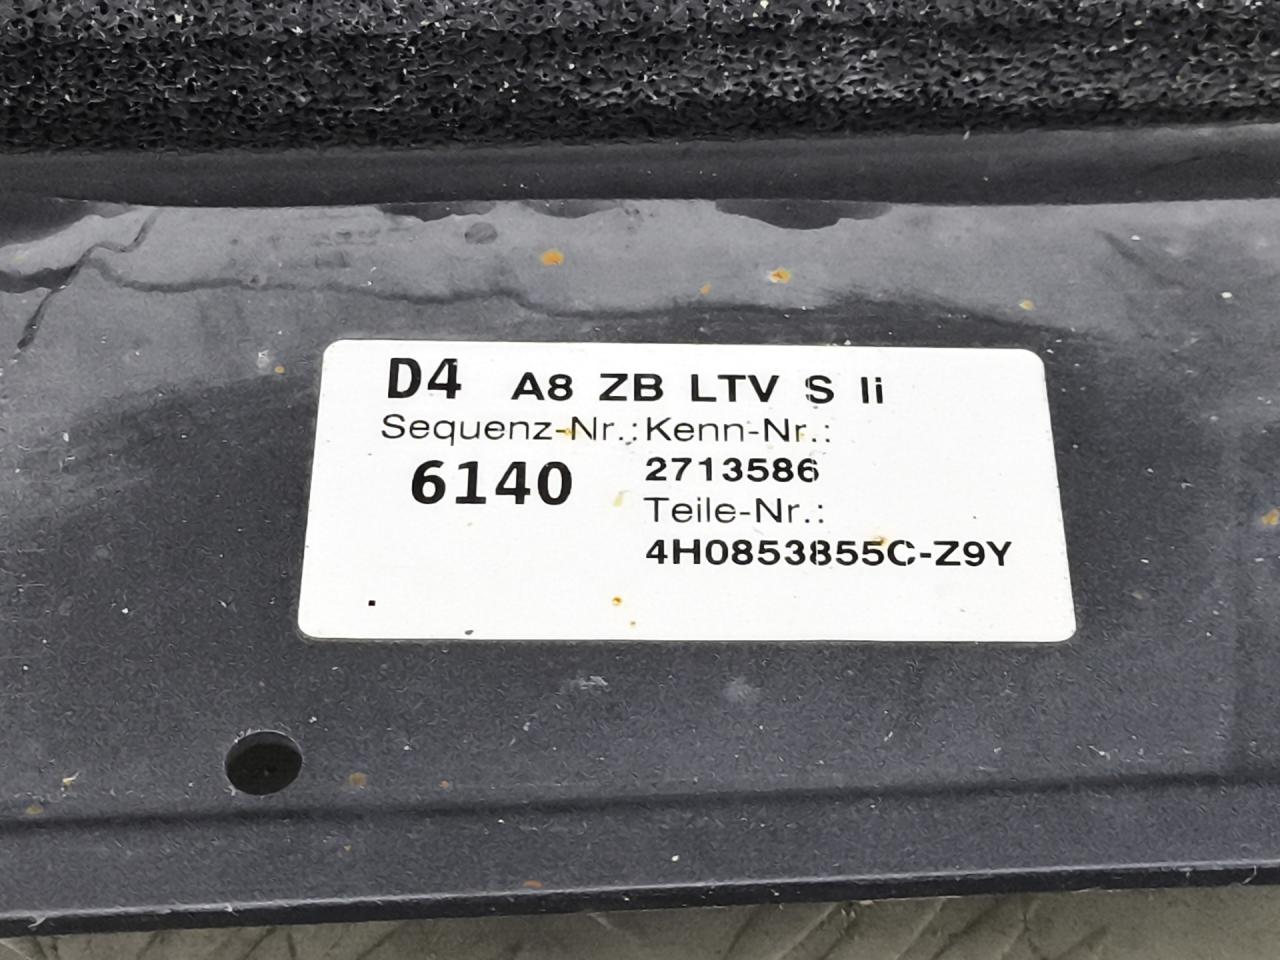 D4 A8 ZB LTV S li
Sequenz-Nr.: Kenn-Nr.:
6140 2713586
Teile-Nr.:
4H0853855C-Z9Y